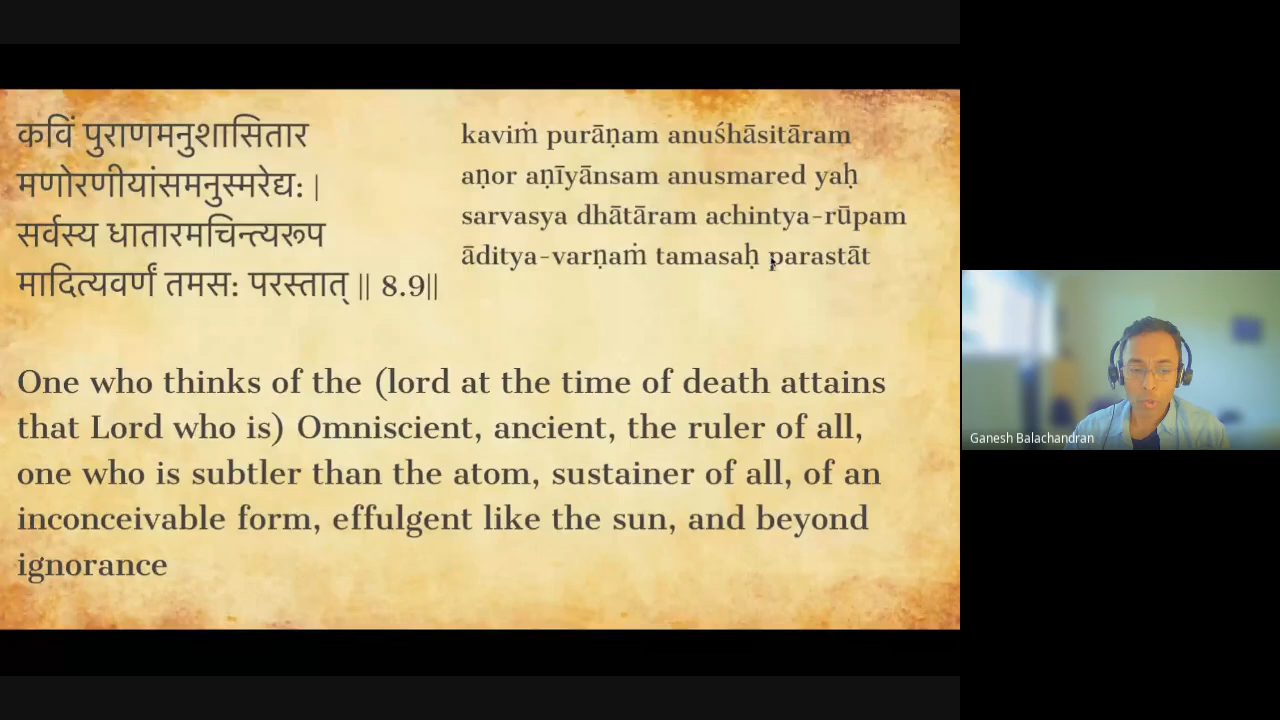 कविं पुराणमनुशासितार
मणोरणीयांसमनुस्मरेद्य: |
सर्वस्य धातारमचिन्त्यरूप
मादित्यवर्णं तमस: परस्तात् || 8.9||
kaviṁ purāṇam anuśhāsitāram
aṇor aṇīyānsam anusmared yaḥ
sarvasya dhātāram achintya-rūpam
āditya-varṇaṁ tamasaḥ parastāt
One who thinks of the (lord at the time of death attains
that Lord who is) Omniscient, ancient, the ruler of all,
one who is subtler than the atom, sustainer of all, of an
inconceivable form, effulgent like the sun, and beyond
ignorance
Ganesh Balachandran